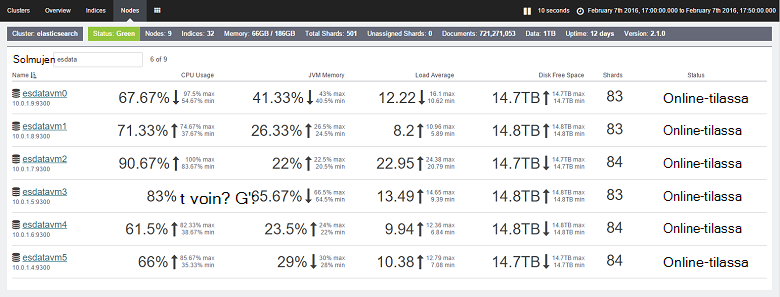 Clusters Overview Indices Nodes 10 seconds February 7th 2016, 17:00:00.000 to February 7th 2016, 17:50:00.000
Cluster: elasticsearch Status: Green Nodes: 9 Indices: 32 Memory: 66GB / 186GB Total Shards: 501 Unassigned Shards: 0 Documents: 721,271,053 Data: 1TB Uptime: 12 days Version: 2.1.0
Solmujen esdata 6 of 9
Name CPU Usage JVM Memory Load Average Disk Free Space Shards Status
esdatavm0 67.67% 97.5% max 41.33% 43% max 12.22 16.1 max 14.7TB 14.7TB max 83 Online-tilassa
10.0.1.9:9300 54.67% min 40.5% min 10.62 min 14.7TB min
esdatavm1 71.33% 74.67% max 26.33% 26.5% max 8.2 10.96 max 14.8TB 14.8TB max 83 Online-tilassa
10.0.1.8:9300 37.67% min 24.5% min 5.89 min 14.8TB min
esdatavm2 90.67% 100% max 22% 22.5% max 22.95 24.38 max 14.7TB 14.7TB max 84 Online-tilassa
10.0.1.7:9300 83.67% min 20.5% min 20.79 min 14.7TB min
esdatavm3 83% t voin? G'? 65.67% 66.5% max 13.49 14.65 max 14.8TB 14.8TB max 83 Online-tilassa
10.0.1.5:9300 64.5% min 9.39 min 14.8TB min
esdatavm4 61.5% 82.33% max 23.5% 24% max 9.94 12.36 max 14.8TB 14.8TB max 84 Online-tilassa
10.0.1.6:9300 38.67% min 22% min 6.84 min 14.8TB min
esdatavm5 66% 85.67% max 29% 30% max 10.38 12.79 max 14.7TB 14.7TB max 84 Online-tilassa
10.0.1.4:9300 35.33% min 28% min 7.08 min 14.7TB min